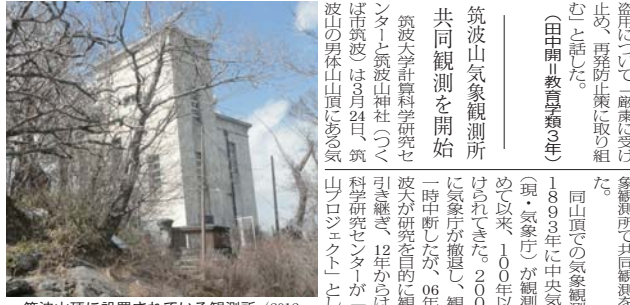 盗用について「厳粛に受け
止め、再発防止策に取り組
む」と話した。
（田中開＝教育学類３年）
筑波山気象観測所
共同観測を開始
筑波大学計算科学研究セ
ンターと筑波山神社（つく
ば市筑波）は３月24日、筑
波山の男体山山頂にある気
象観測所で共同観測を
た。
同山頂での気象観測
１８９３年に中央気
（現・気象庁）が観測
めて以来、１００年以
けられてきた。２００
に気象庁が撤退し、観
一時中断したが、06年
波大が研究を目的に観
引き継ぎ、12年からは
科学研究センターが「
山プロジェクト」とし
筑波山頂に設置されている観測所